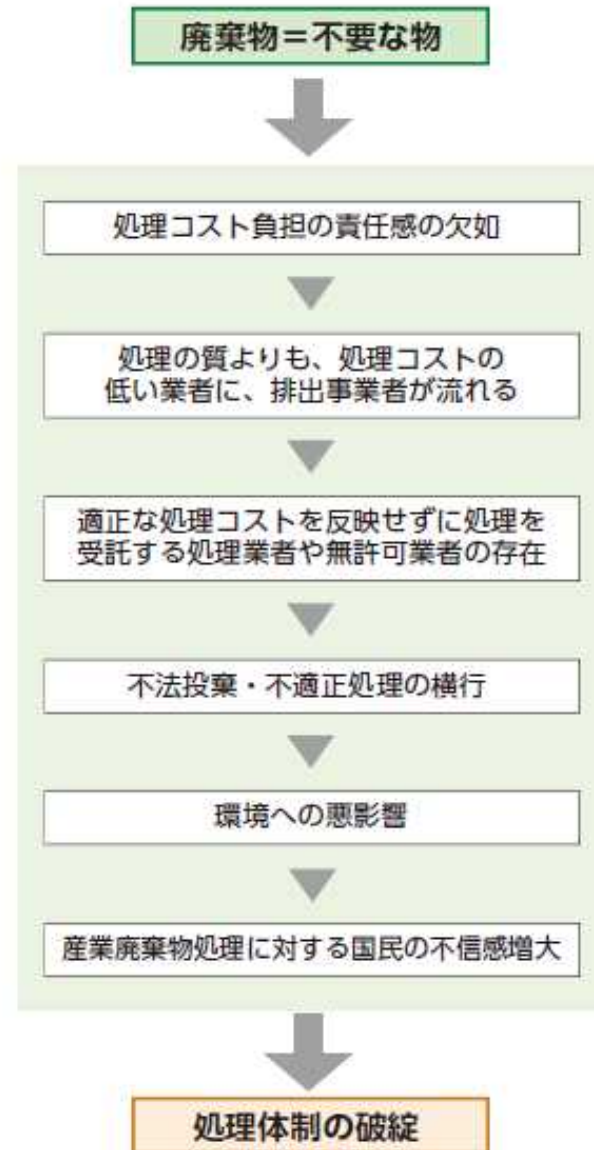 廃棄物＝不要な物
処理コスト負担の責任感の欠如
処理の質よりも、処理コストの
低い業者に、排出事業者が流れる
適正な処理コストを反映せずに処理を
受託する処理業者や無許可業者の存在
不法投棄・不適正処理の横行
環境への悪影響
産業廃棄物処理に対する国民の不信感増大
処理体制の破綻